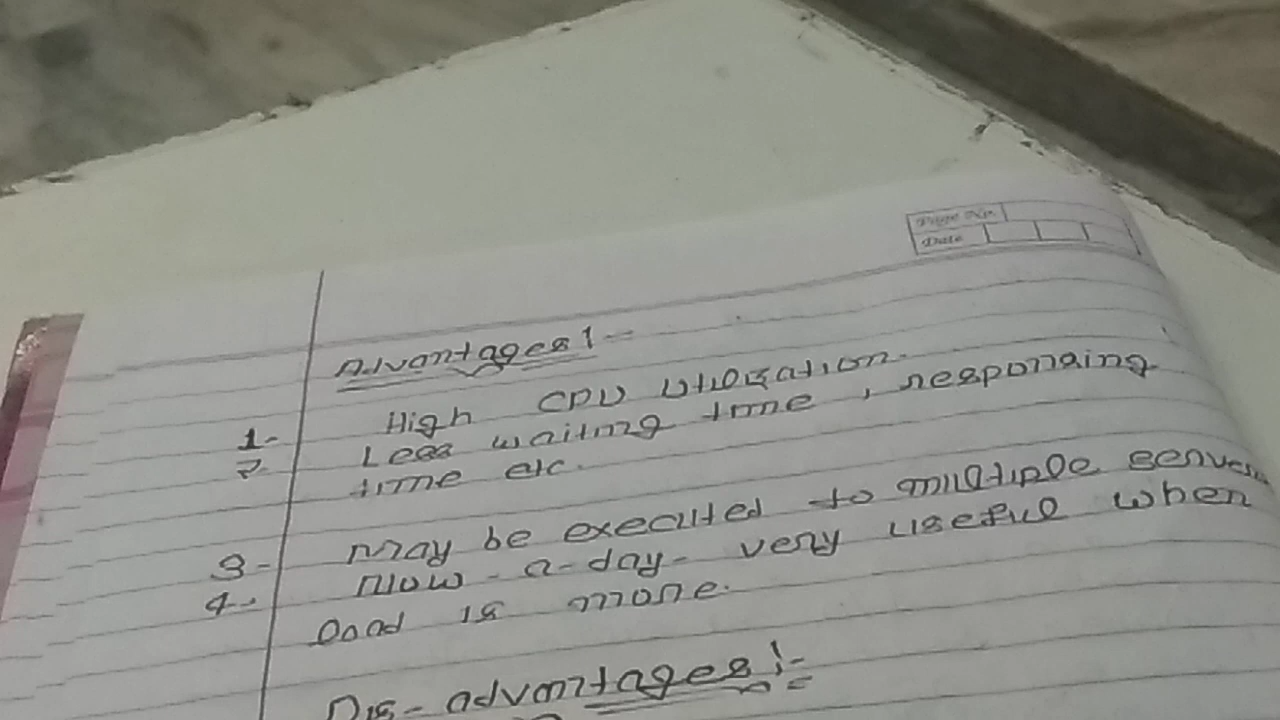 Page No.
Date
Advantages :-
1- High CPU Utilization.
2- Less waiting time, responding
time etc.
3- May be executed to multiple
4- Now-a-day- very useful when
load is more.
Dis-advantages :-